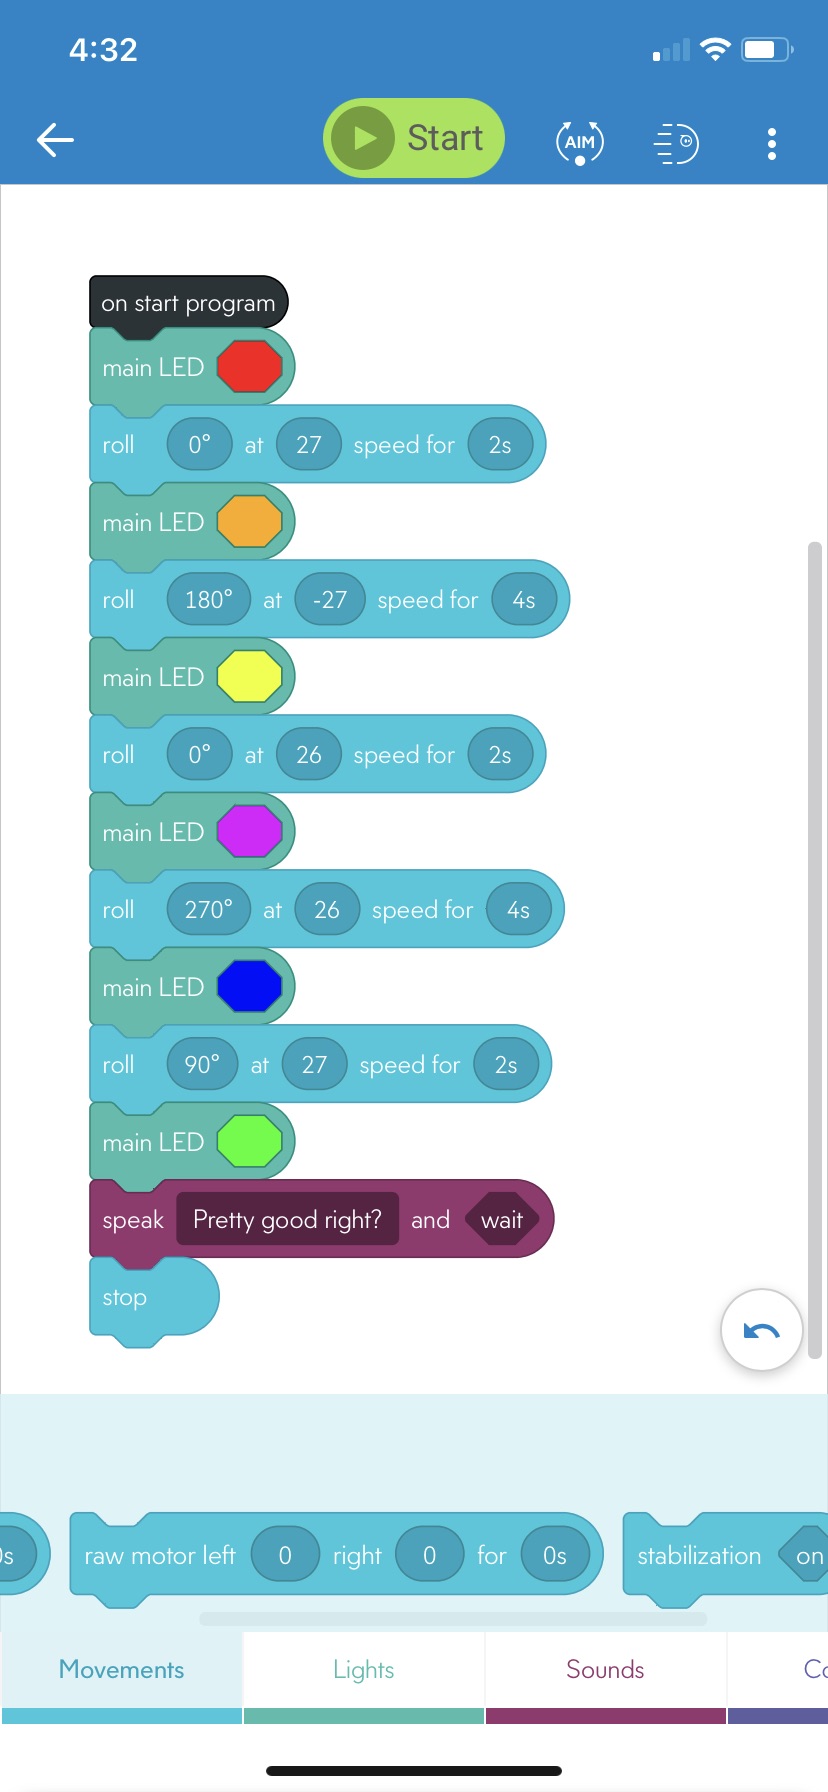 4:32
Start
AIM
on start program
main LED
roll 0° at 27 speed for 2s
main LED
roll 180° at -27 speed for 4s
main LED
roll 0° at 26 speed for 2s
main LED
roll 270° at 26 speed for 4s
main LED
roll 90° at 27 speed for 2s
main LED
speak Pretty good right? and wait
stop
0s raw motor left 0 right 0 for 0s stabilization on
Movements Lights Sounds